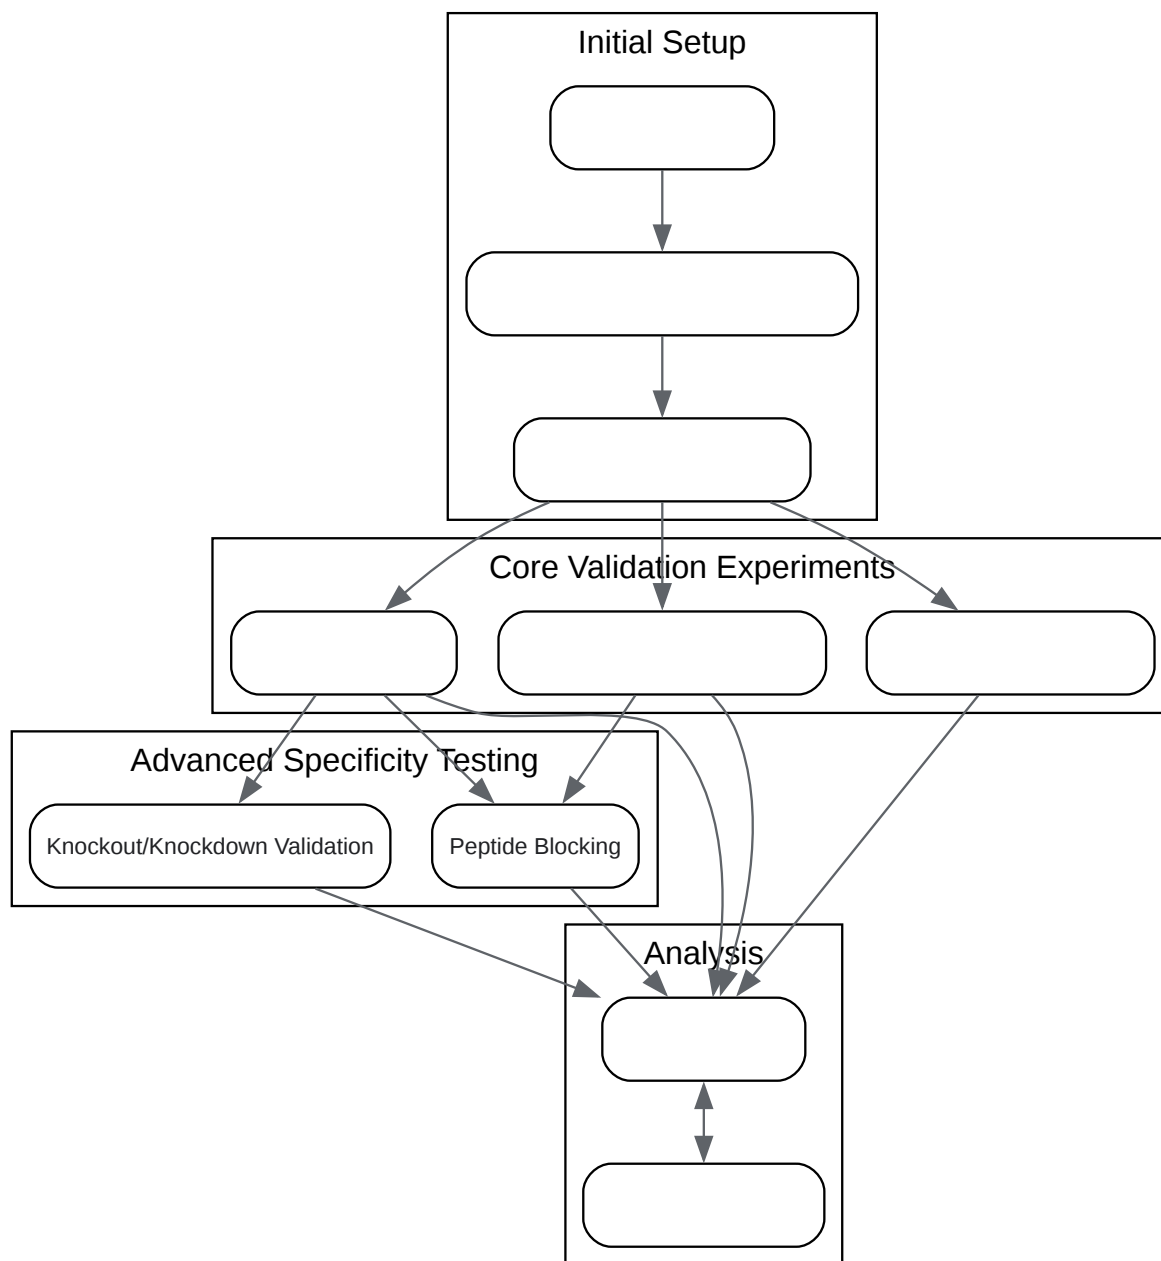 Initial Setup
Core Validation Experiments
Advanced Specificity Testing
Knockout/Knockdown Validation
Peptide Blocking
Analysis